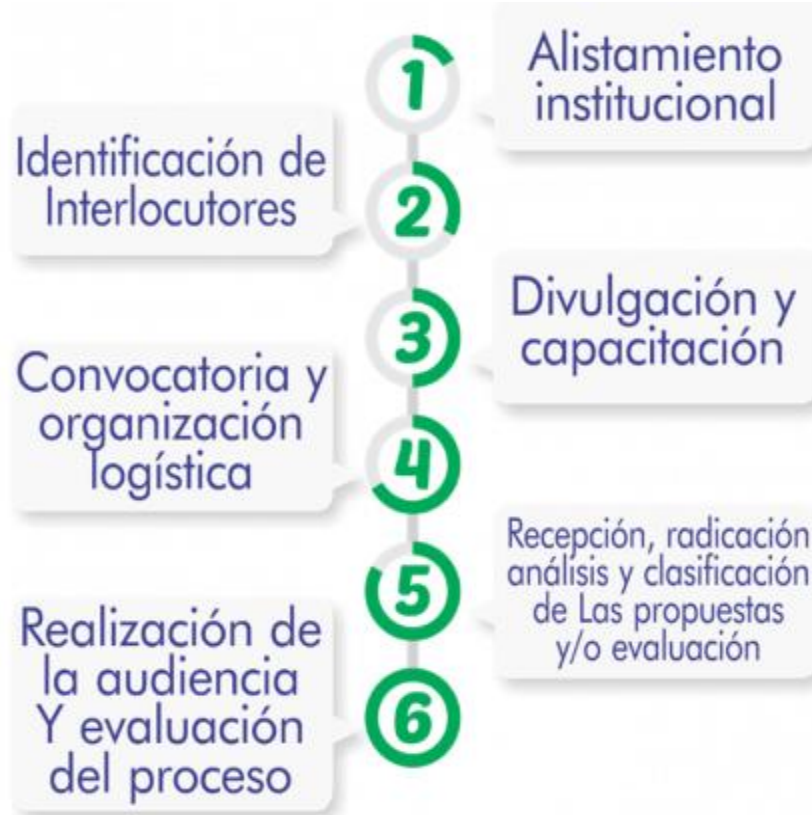 1
Alistamiento
institucional
2
Identificación de
Interlocutores
3
Divulgación y
capacitación
4
Convocatoria y
organización
logística
5
Recepción, radicación
análisis y clasificación
de Las propuestas
y/o evaluación
6
Realización de
la audiencia
Y evaluación
del proceso